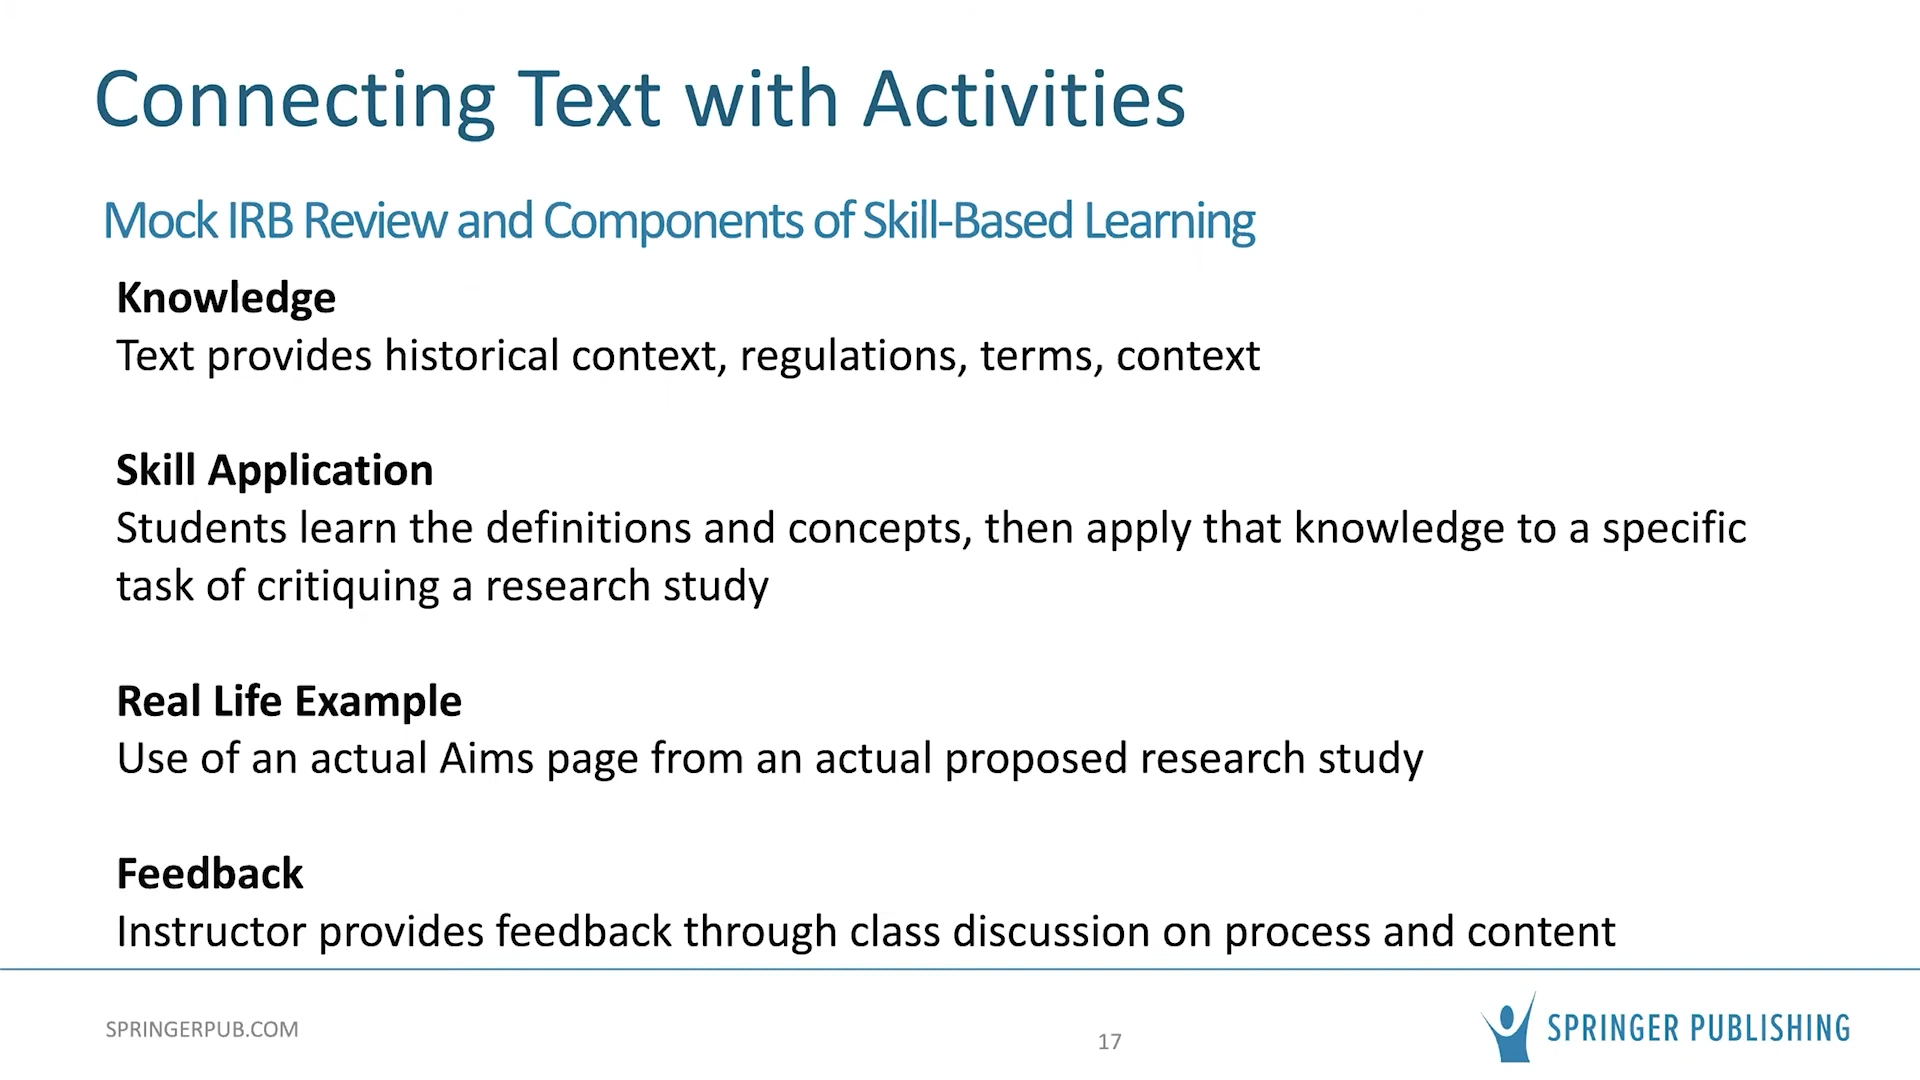 Connecting Text with Activities
Mock IRB Review and Components of Skill-Based Learning
Knowledge
Text provides historical context, regulations, terms, context
Skill Application
Students learn the definitions and concepts, then apply that knowledge to a specific
task of critiquing a research study
Real Life Example
Use of an actual Aims page from an actual proposed research study
Feedback
Instructor provides feedback through class discussion on process and content
SPRINGERPUB.COM
17
SPRINGER PUBLISHING